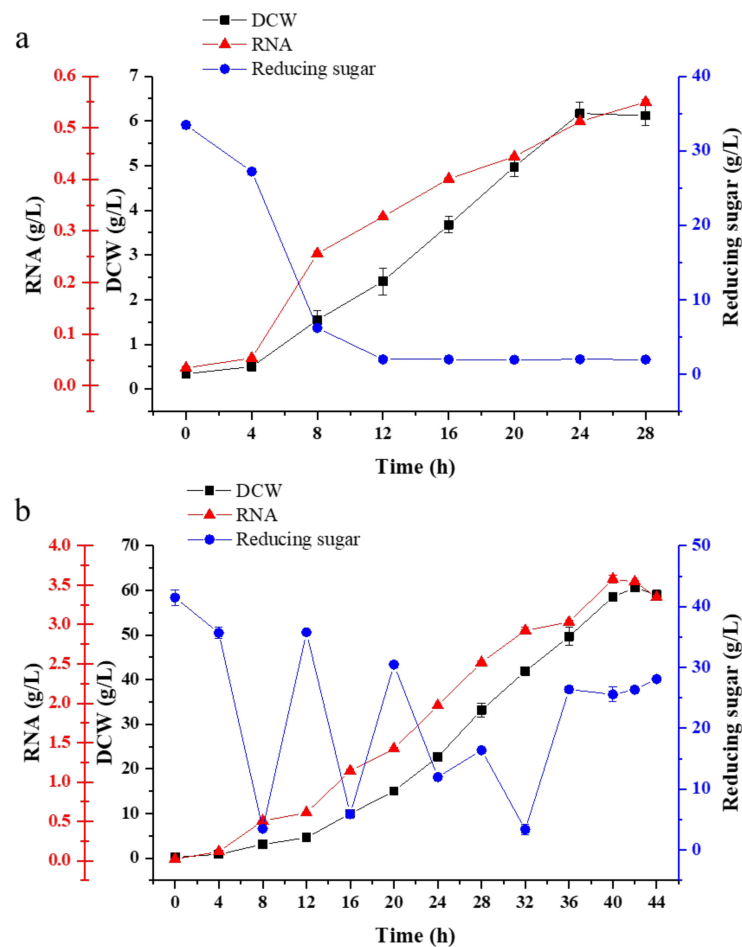 a
DCW
RNA
Reducing sugar
0.6
0.5
0.4
0.3
0.2
0.1
0.0
RNA (g/L)
7
6
5
4
3
2
1
0
DCW (g/L)
40
30
20
10
0
Reducing sugar (g/L)
0 4 8 12 16 20 24 28
Time (h)
b
DCW
RNA
Reducing sugar
4.0
3.5
3.0
2.5
2.0
1.5
1.0
0.5
0.0
RNA (g/L)
70
60
50
40
30
20
10
0
DCW (g/L)
50
40
30
20
10
0
Reducing sugar (g/L)
0 4 8 12 16 20 24 28 32 36 40 44
Time (h)